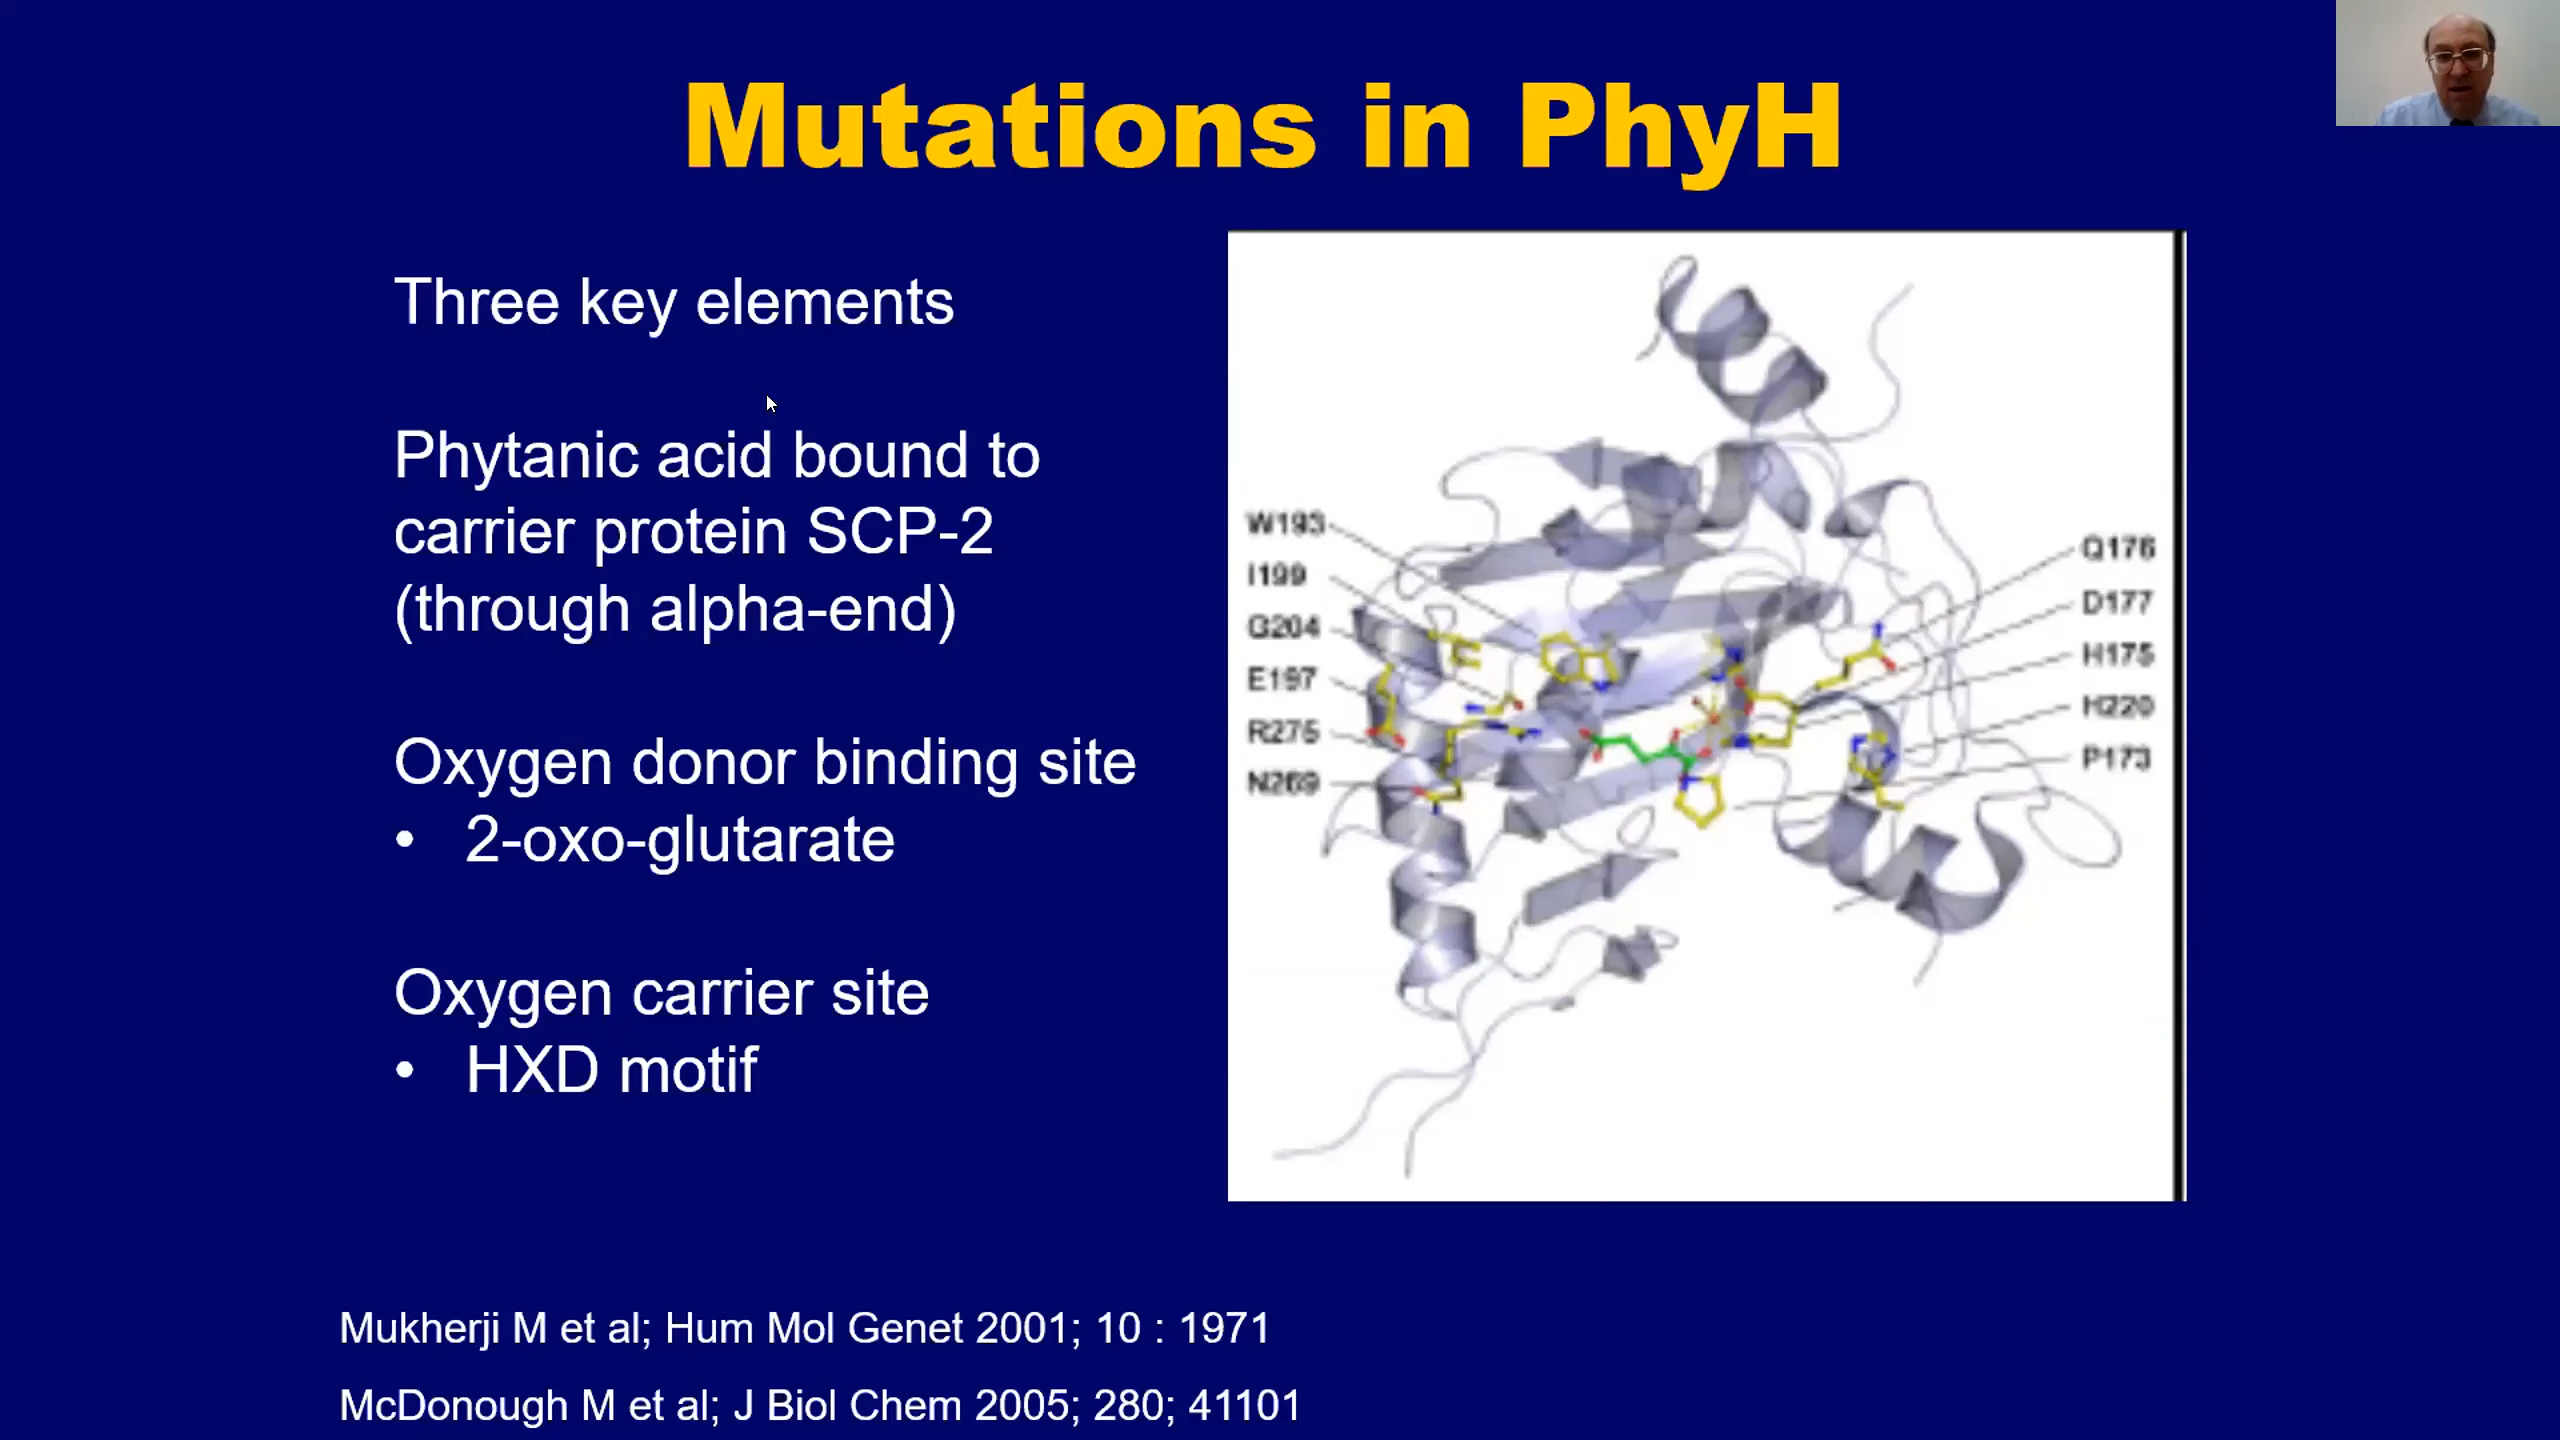 Mutations in PhyH
Three key elements
Phytanic acid bound to
carrier protein SCP-2
(through alpha-end)
Oxygen donor binding site
• 2-oxo-glutarate
Oxygen carrier site
• HXD motif
W193
I199
G204
E197
R275
N269
Q176
D177
H175
H220
P173
Mukherji M et al; Hum Mol Genet 2001; 10 : 1971
McDonough M et al; J Biol Chem 2005; 280; 41101